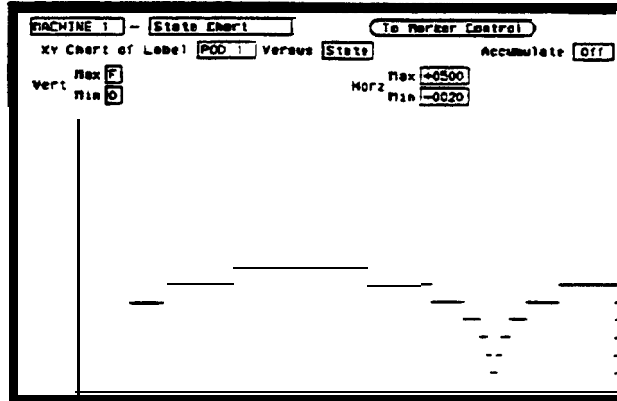 MACHINE 1 - State Chart To Marker Control
XY Chart of Label POD 1 Versus State Accumulate Off
Vert Max F Horz Max +0500
Min 0 Min -0020